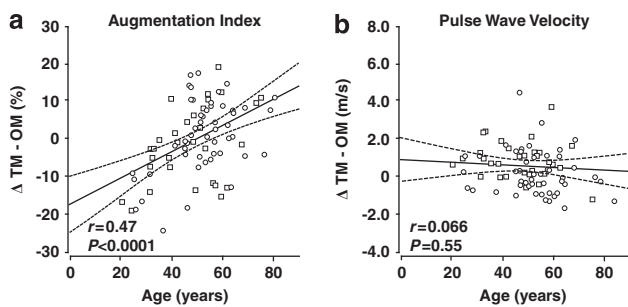 a
Augmentation Index
Δ TM - OM (%)
30
20
10
0
-10
-20
-30
r=0.47
P<0.0001
0
20
40
60
80
Age (years)
b
Pulse Wave Velocity
Δ TM - OM (m/s)
8.0
6.0
4.0
2.0
0.0
-2.0
-4.0
r=0.066
P=0.55
0
20
40
60
80
Age (years)